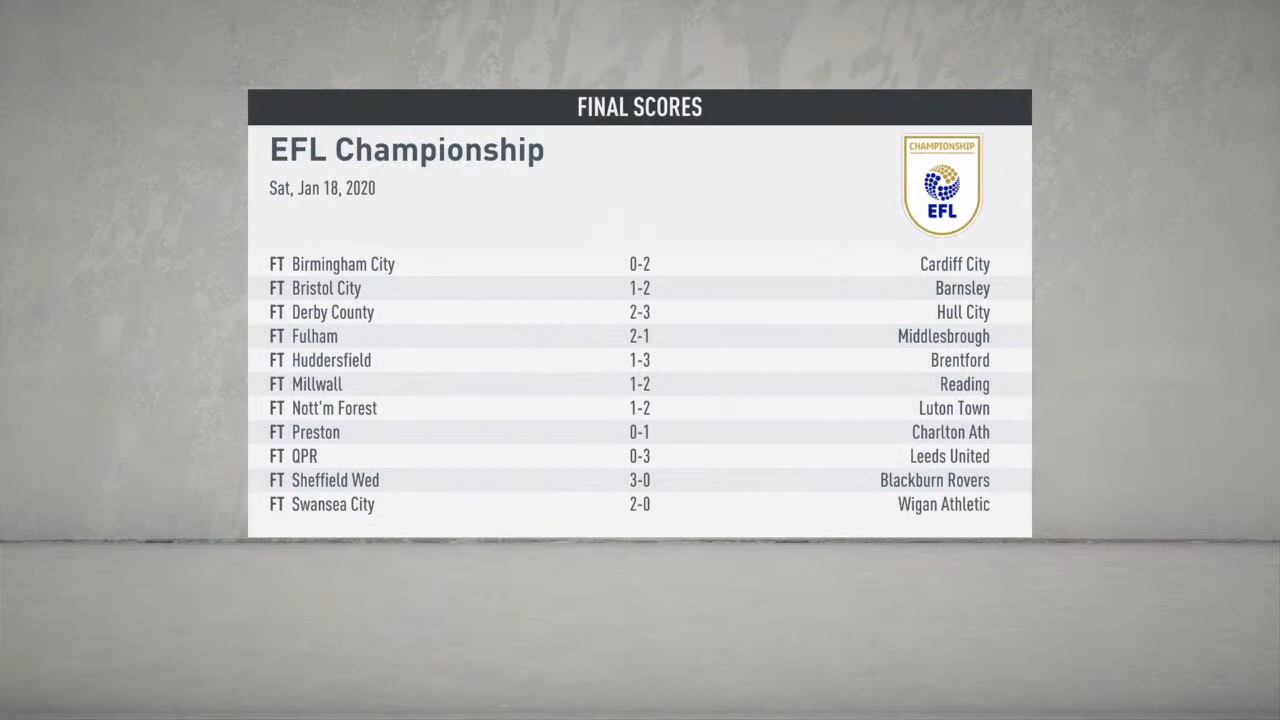 FINAL SCORES
EFL Championship
Sat, Jan 18, 2020
CHAMPIONSHIP
EFL
FT Birmingham City 0-2 Cardiff City
FT Bristol City 1-2 Barnsley
FT Derby County 2-3 Hull City
FT Fulham 2-1 Middlesbrough
FT Huddersfield 1-3 Brentford
FT Millwall 1-2 Reading
FT Nott'm Forest 1-2 Luton Town
FT Preston 0-1 Charlton Ath
FT QPR 0-3 Leeds United
FT Sheffield Wed 3-0 Blackburn Rovers
FT Swansea City 2-0 Wigan Athletic